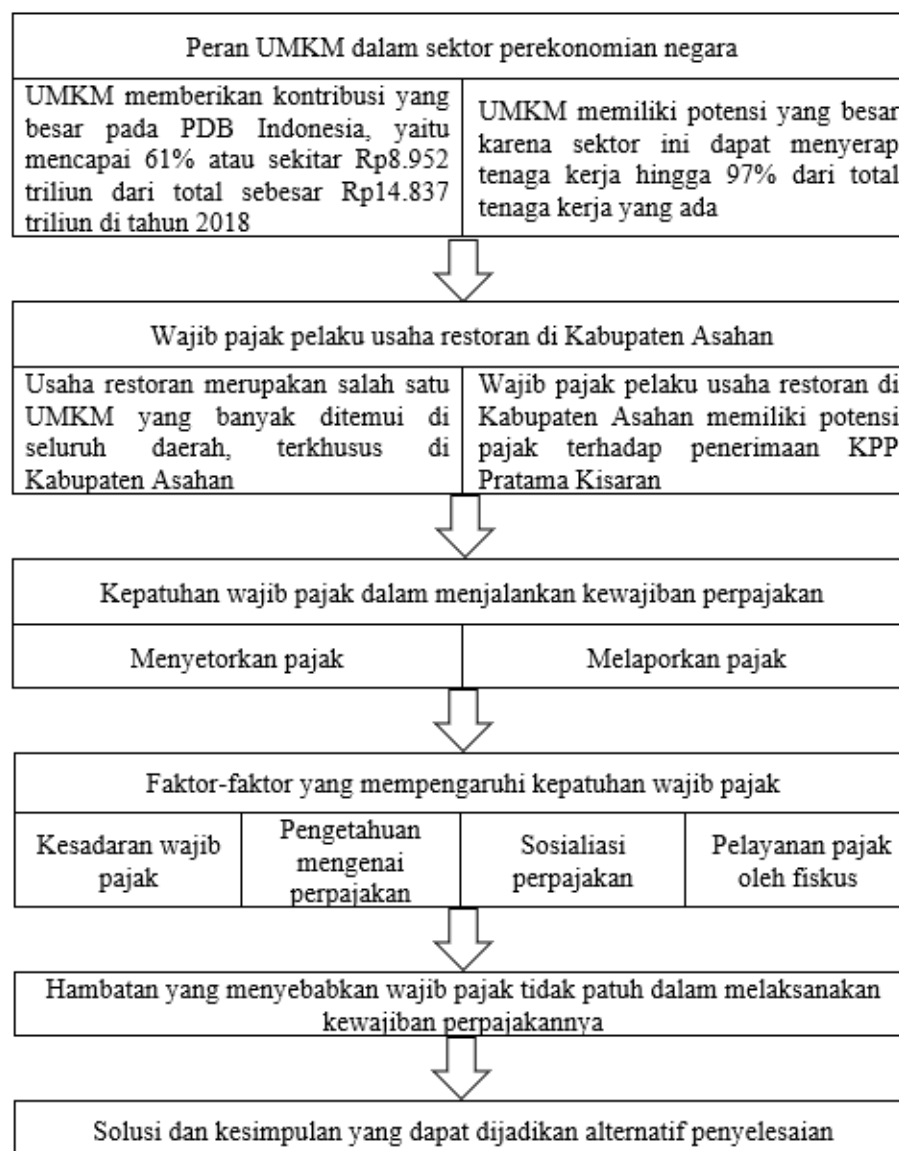 Peran UMKM dalam sektor perekonomian negara
UMKM memberikan kontribusi yang
besar pada PDB Indonesia, yaitu
mencapai 61% atau sekitar Rp8.952
triliun dari total sebesar Rp14.837
triliun di tahun 2018
UMKM memiliki potensi yang besar
karena sektor ini dapat menyerap
tenaga kerja hingga 97% dari total
tenaga kerja yang ada
Wajib pajak pelaku usaha restoran di Kabupaten Asahan
Usaha restoran merupakan salah satu
UMKM yang banyak ditemui di
seluruh daerah, terkhusus di
Kabupaten Asahan
Wajib pajak pelaku usaha restoran di
Kabupaten Asahan memiliki potensi
pajak terhadap penerimaan KPP
Pratama Kisaran
Kepatuhan wajib pajak dalam menjalankan kewajiban perpajakan
Menyetorkan pajak
Melaporkan pajak
Faktor-faktor yang mempengaruhi kepatuhan wajib pajak
Kesadaran wajib
pajak
Pengetahuan
mengenai
perpajakan
Sosialiasi
perpajakan
Pelayanan pajak
oleh fiskus
Hambatan yang menyebabkan wajib pajak tidak patuh dalam melaksanakan
kewajiban perpajakannya
Solusi dan kesimpulan yang dapat dijadikan alternatif penyelesaian